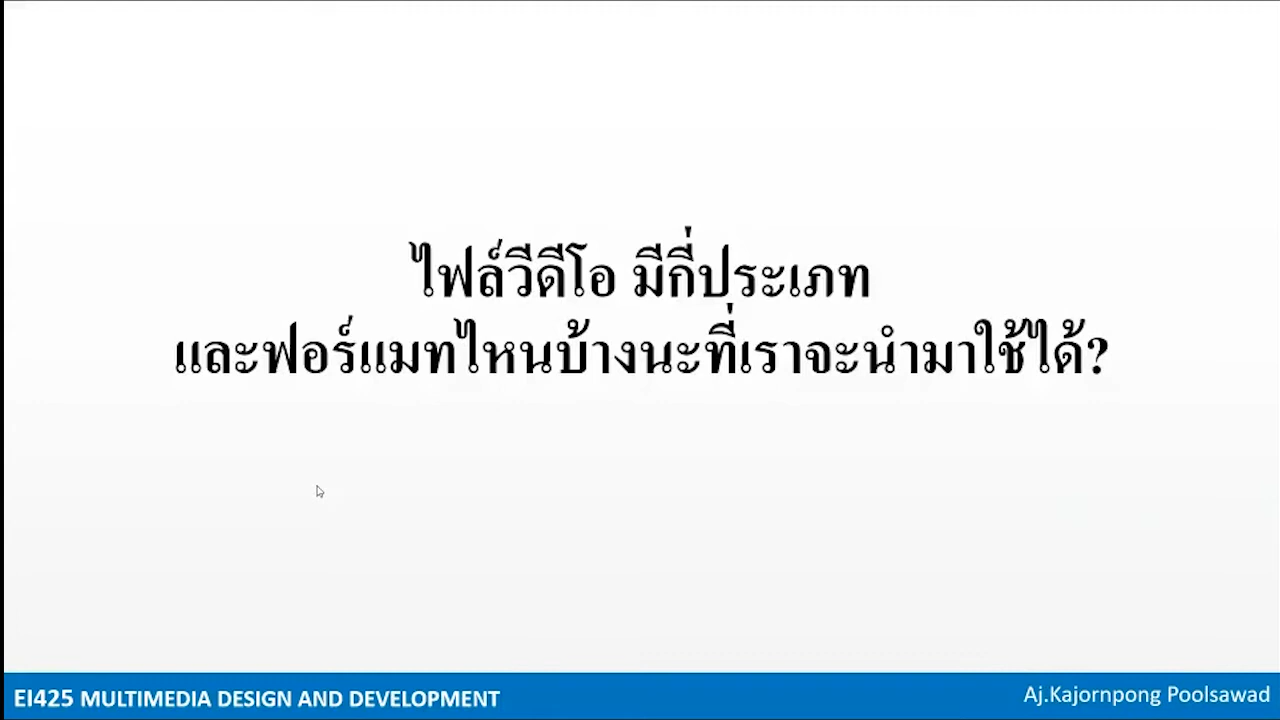 ไฟล์วีดีโอ มีกี่ประเภท
และฟอร์แมทไหนบ้างนะที่เราจะนำมาใช้ได้?
EI425 MULTIMEDIA DESIGN AND DEVELOPMENT
Aj.Kajornpong Poolsawad